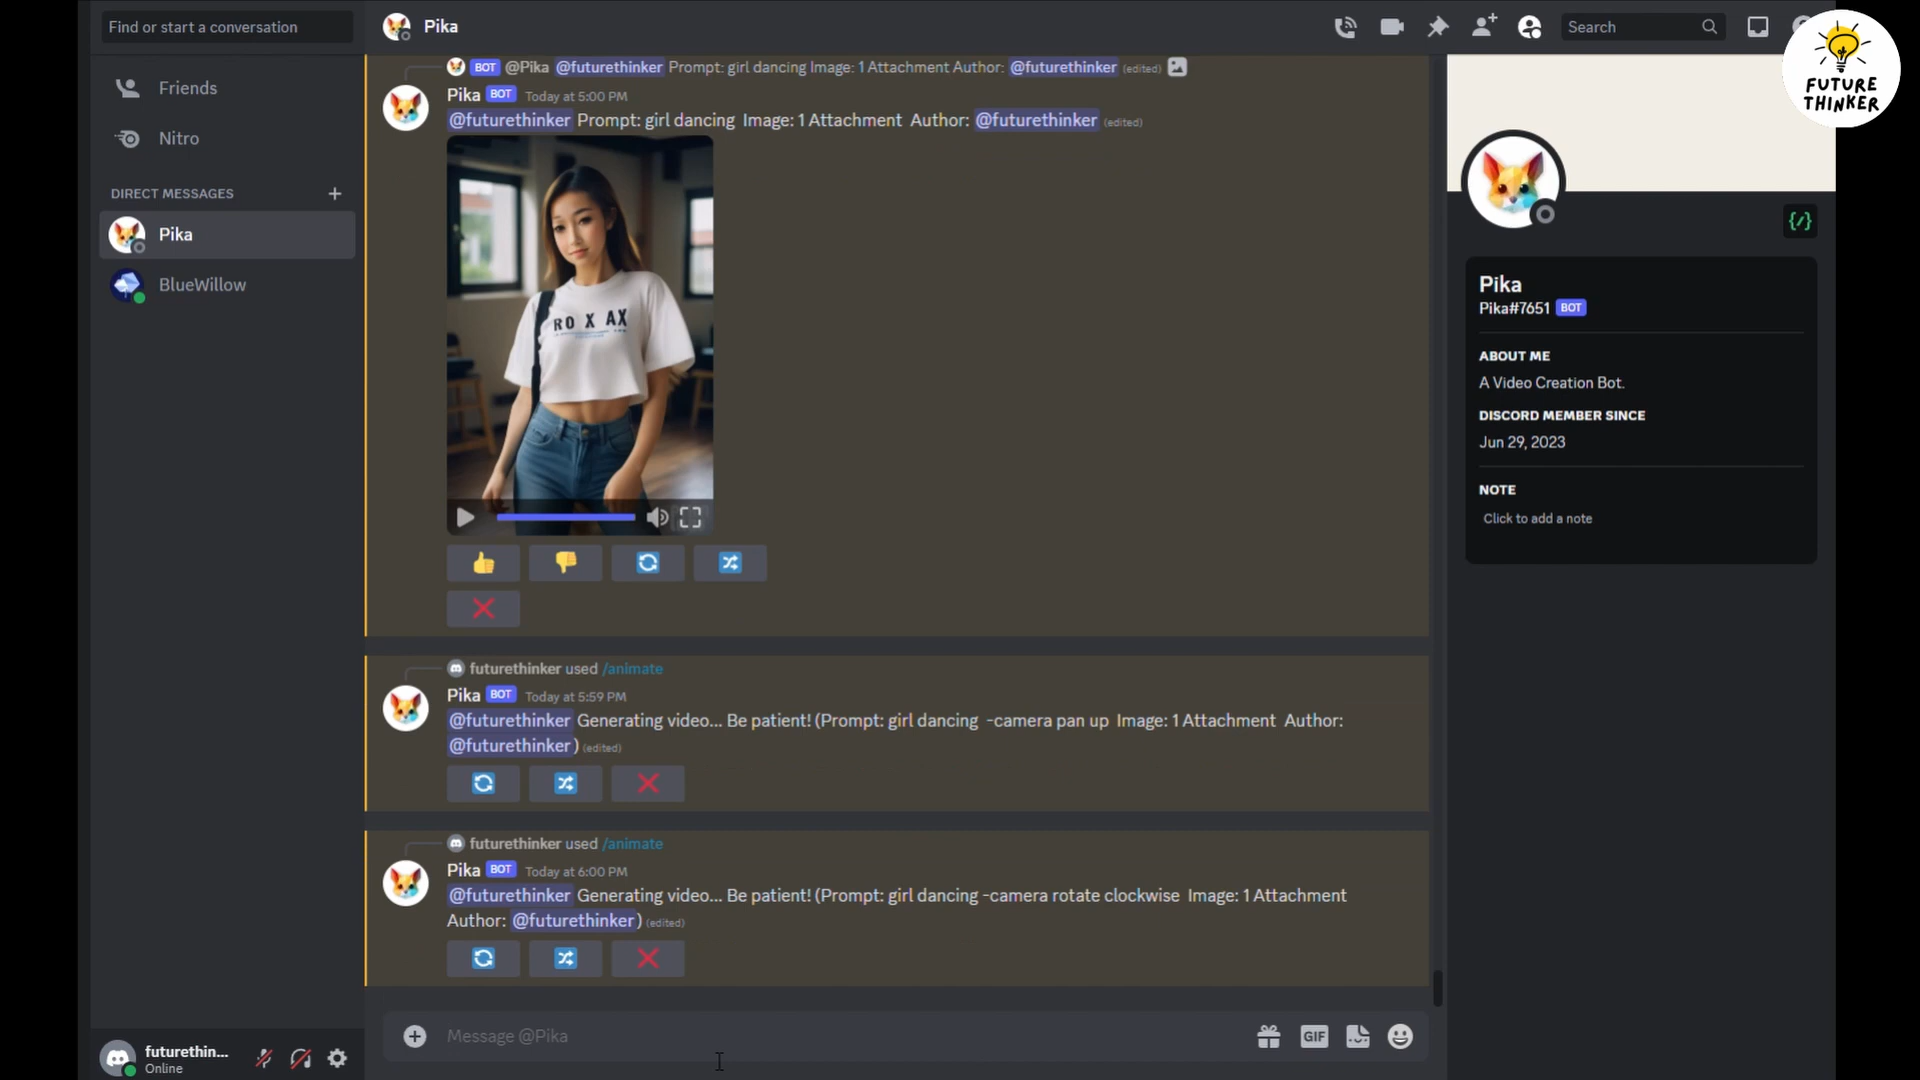 Find or start a conversation
Pika
Search
FUTURE
THINKER
Friends
Nitro
DIRECT MESSAGES
Pika
BlueWillow
BOT @Pika @futurethinker Prompt: girl dancing Image: 1 Attachment Author: @futurethinker (edited)
Pika BOT Today at 5:00 PM
@futurethinker Prompt: girl dancing Image: 1 Attachment Author: @futurethinker (edited)
RO X AX
futurethinker used /animate
Pika BOT Today at 5:59 PM
@futurethinker Generating video... Be patient! (Prompt: girl dancing -camera pan up Image: 1 Attachment Author:
@futurethinker) (edited)
futurethinker used /animate
Pika BOT Today at 6:00 PM
@futurethinker Generating video... Be patient! (Prompt: girl dancing -camera rotate clockwise Image: 1 Attachment
Author: @futurethinker) (edited)
Message @Pika
GIF
futurethin...
Online
Pika
Pika#7651 BOT
ABOUT ME
A Video Creation Bot.
DISCORD MEMBER SINCE
Jun 29, 2023
NOTE
Click to add a note